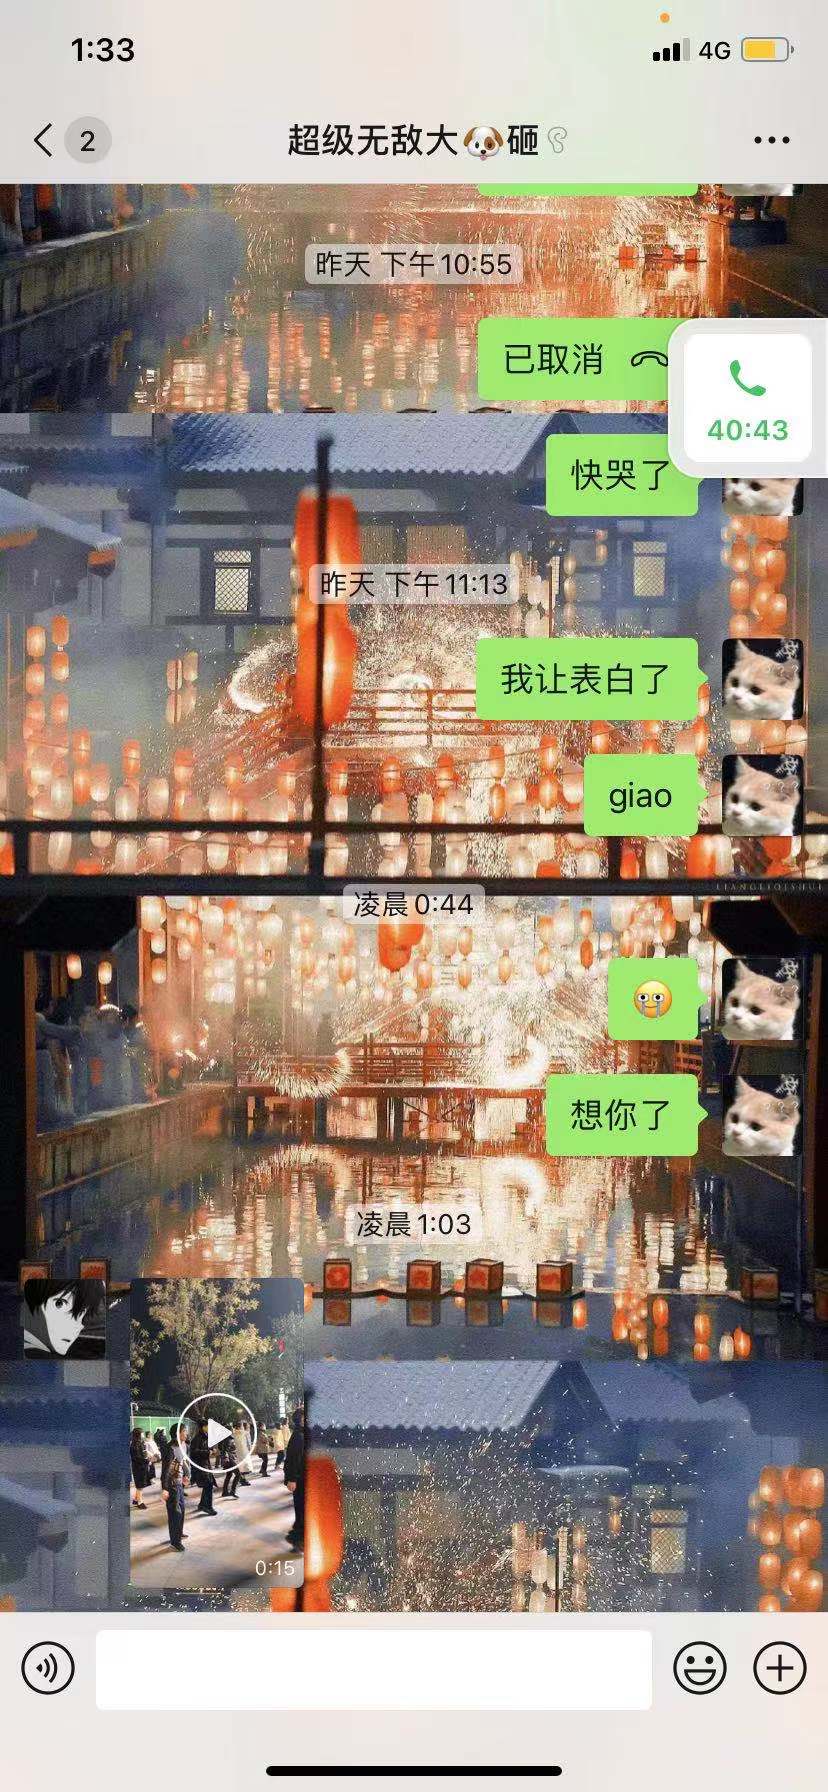 1:33
4G
2
超级无敌大🐶砸
昨天 下午10:55
已取消
40:43
快哭了
昨天 下午11:13
我让表白了
giao
凌晨 0:44
😭
想你了
凌晨 1:03
0:15